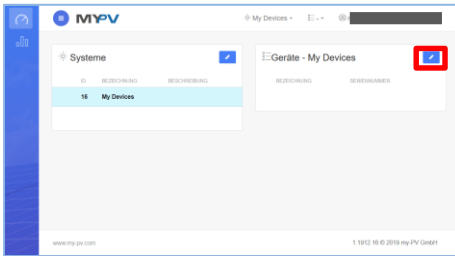 MYPV
My Devices
Systeme
Geräte - My Devices
ID BEZEICHNUNG BESCHREIBUNG
BEZEICHNUNG SERIENNUMMER
16 My Devices
www.my-pv.com
1.1912.16 © 2019 my-PV GmbH